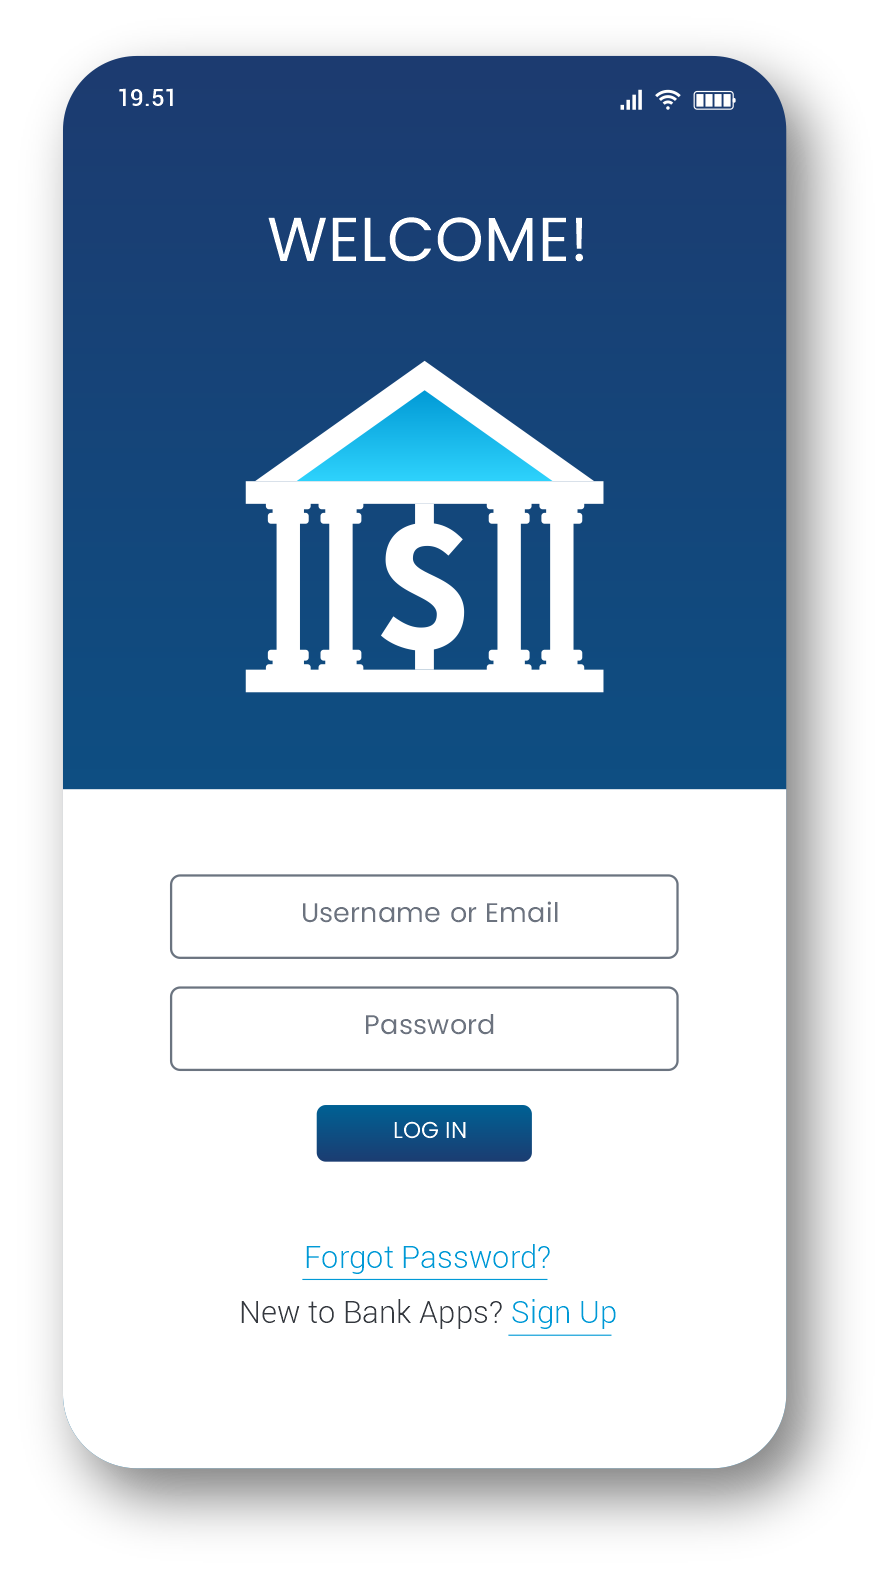 19.51
WELCOME!
$
Username or Email
Password
LOG IN
Forgot Password?
New to Bank Apps? Sign Up